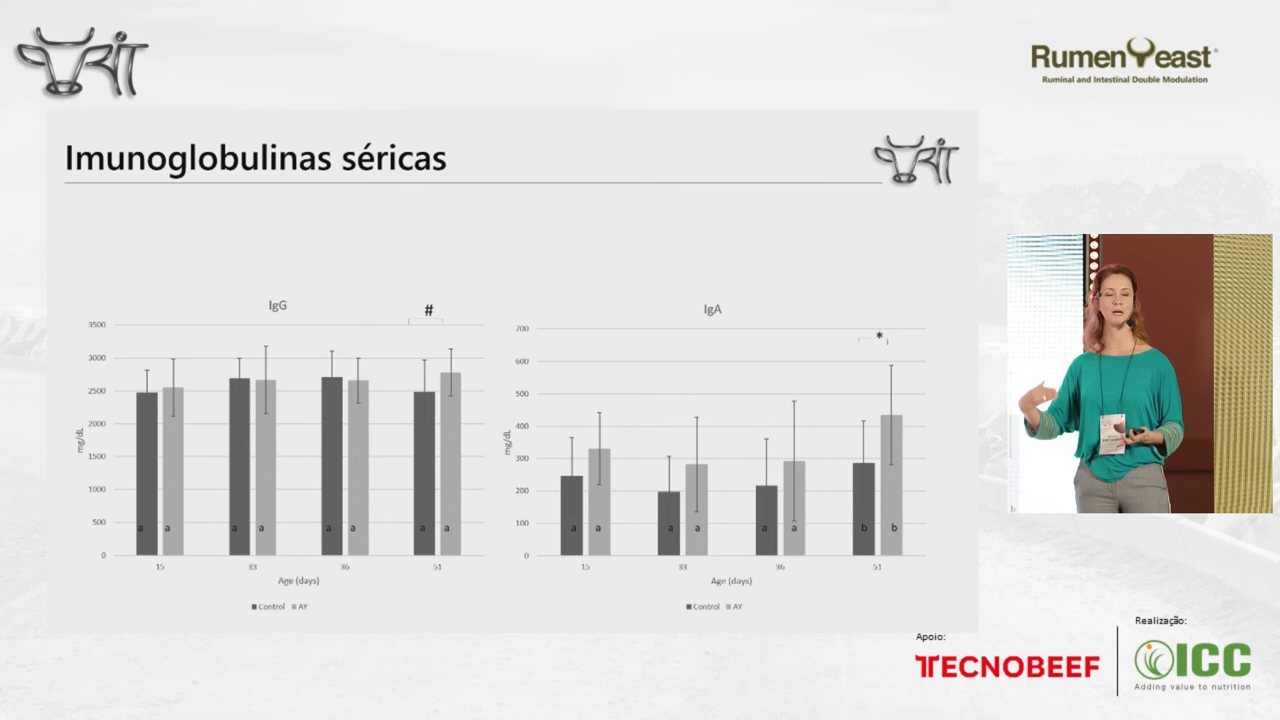 RIT
RumenYeast®
Ruminal and Intestinal Double Modulation
Imunoglobulinas séricas
RIT
IgG
#
3500
3000
2500
2000
1500
1000
500
0
mg/dL
a a a a a a a a
15 33 36 51
Age (days)
Control AY
IgA
*
700
600
500
400
300
200
100
0
mg/dL
a a a a a a b b
15 33 36 51
Age (days)
Control AY
Apoio:
TECNOBEEF
Realização:
ICC
Adding value to nutrition